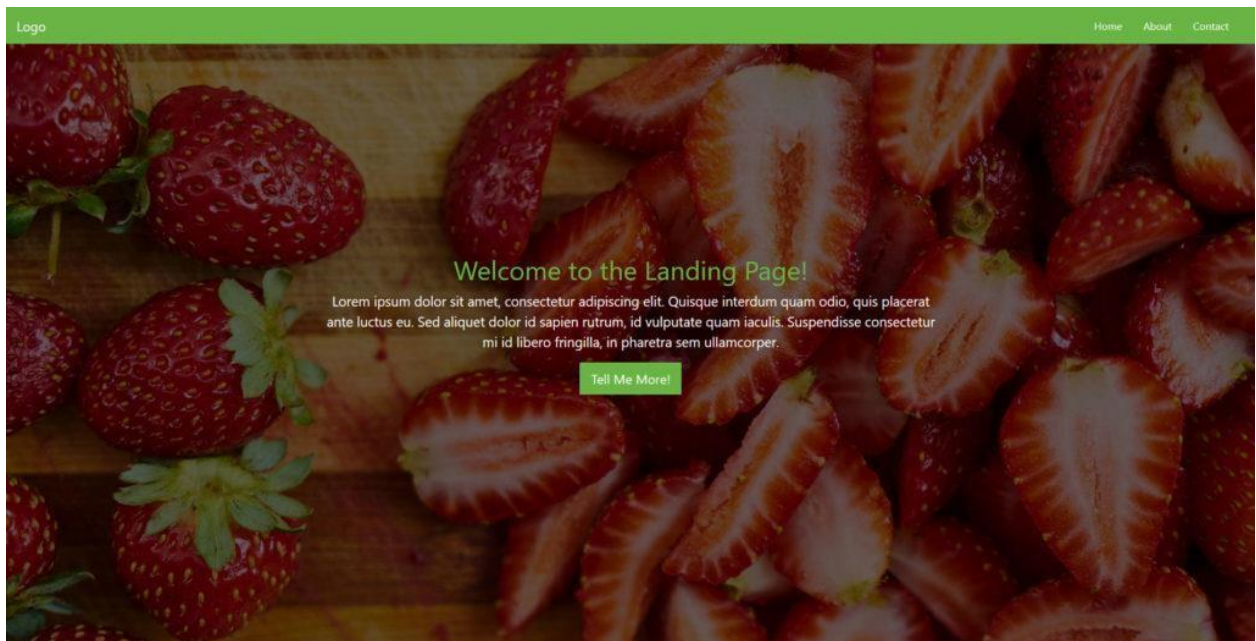 Logo
Home About Contact
Welcome to the Landing Page!
Lorem ipsum dolor sit amet, consectetur adipiscing elit. Quisque interdum quam odio, quis placerat
ante luctus eu. Sed aliquet dolor id sapien rutrum, id vulputate quam iaculis. Suspendisse consectetur
mi id libero fringilla, in pharetra sem ullamcorper.
Tell Me More!